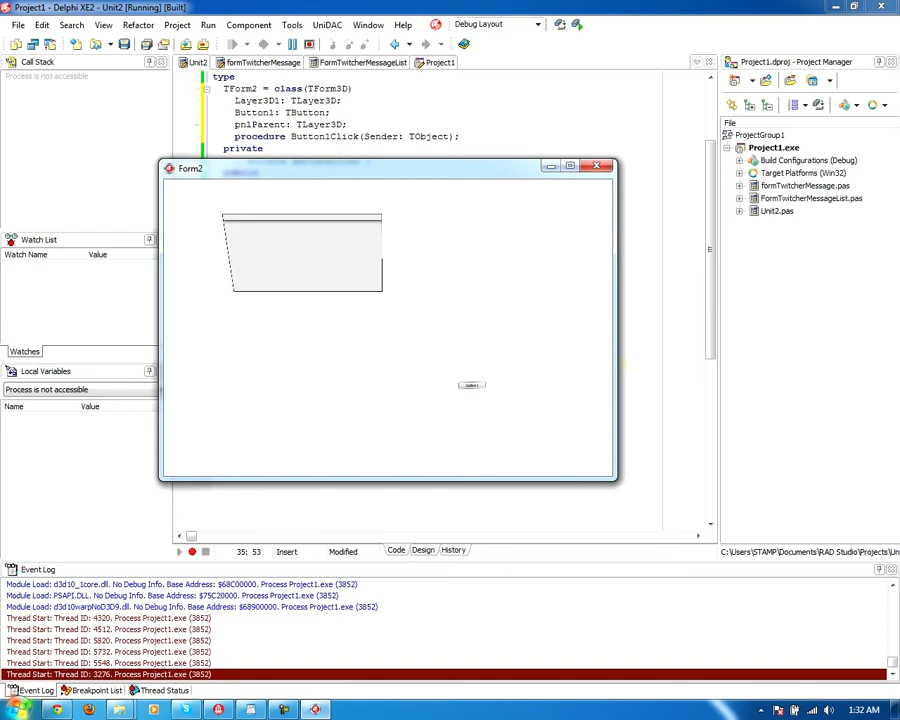 Project1 - Delphi XE2 - Unit2 [Running] [Built]
File Edit Search View Refactor Project Run Component Tools UniDAC Window Help Debug Layout
Call Stack
Process is not accessible
Unit2 formTwitcherMessage FormTwitcherMessageList Project1
type
TForm2 = class(TForm3D)
Layer3D1: TLayer3D;
Button1: TButton;
pnlParent: TLayer3D;
procedure Button1Click(Sender: TObject);
private
Project1.dproj - Project Manager
File
ProjectGroup1
Project1.exe
Build Configurations (Debug)
Target Platforms (Win32)
formTwitcherMessage.pas
FormTwitcherMessageList.pas
Unit2.pas
Form2
Button1
Watch List
Watch Name Value
Watches
Local Variables
Process is not accessible
Name Value
35: 53 Insert Modified Code Design History
C:\Users\STAMP\Documents\RAD Studio\Projects\Un
Event Log
Module Load: d3d10_1core.dll. No Debug Info. Base Address: $68C00000. Process Project1.exe (3852)
Module Load: PSAPI.DLL. No Debug Info. Base Address: $75C20000. Process Project1.exe (3852)
Module Load: d3d10warpNoD3D9.dll. No Debug Info. Base Address: $68900000. Process Project1.exe (3852)
Thread Start: Thread ID: 4320. Process Project1.exe (3852)
Thread Start: Thread ID: 4512. Process Project1.exe (3852)
Thread Start: Thread ID: 5820. Process Project1.exe (3852)
Thread Start: Thread ID: 5732. Process Project1.exe (3852)
Thread Start: Thread ID: 5548. Process Project1.exe (3852)
Thread Start: Thread ID: 3276. Process Project1.exe (3852)
Event Log Breakpoint List Thread Status
1:32 AM